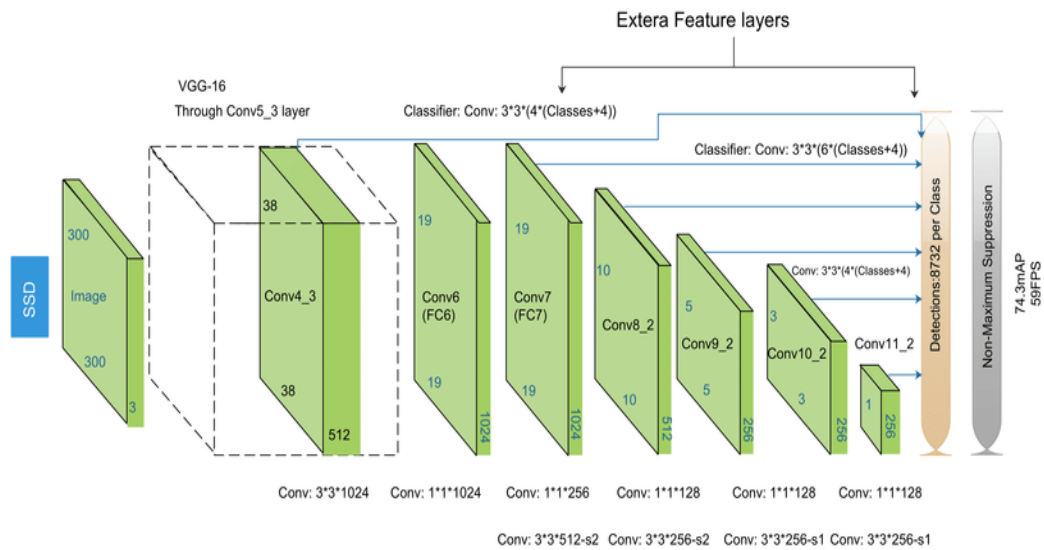 Extera Feature layers
VGG-16
Through Conv5_3 layer
Classifier: Conv: 3*3*(4*(Classes+4))
Classifier: Conv: 3*3*(6*(Classes+4))
SSD
300
Image
300
3
38
Conv4_3
38
512
19
Conv6
(FC6)
19
1024
19
Conv7
(FC7)
19
1024
10
Conv8_2
10
512
5
Conv9_2
5
256
Conv: 3*3*(4*(Classes+4)
3
Conv10_2
3
256
Conv11_2
1
256
Detections:8732 per Class
Non-Maximum Suppression
74.3mAP
59FPS
Conv: 3*3*1024
Conv: 1*1*1024
Conv: 1*1*256
Conv: 1*1*128
Conv: 1*1*128
Conv: 1*1*128
Conv: 3*3*512-s2
Conv: 3*3*256-s2
Conv: 3*3*256-s1
Conv: 3*3*256-s1